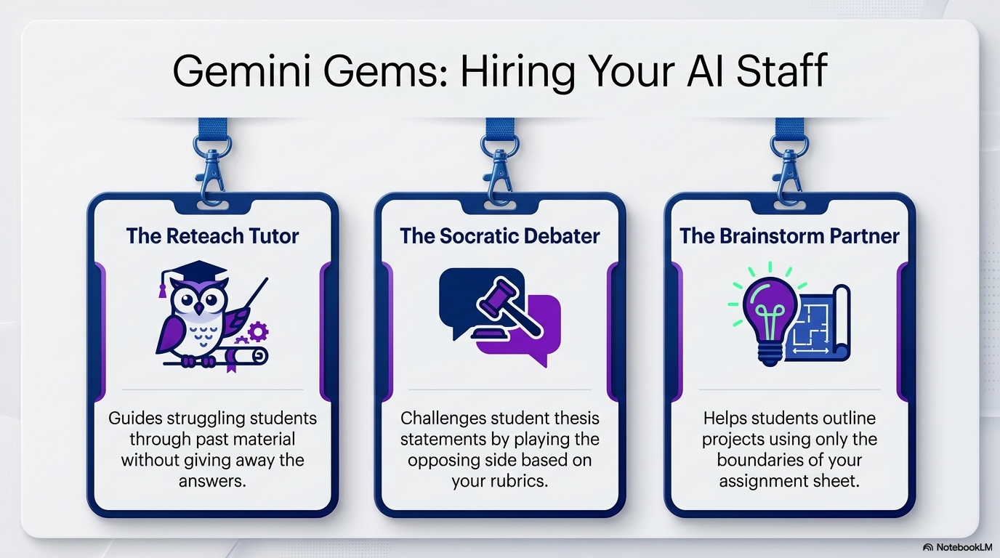 Gemini Gems: Hiring Your AI Staff
The Reteach Tutor
Guides struggling students
through past material
without giving away the
answers.
The Socratic Debater
Challenges student thesis
statements by playing the
opposing side based on
your rubrics.
The Brainstorm Partner
Helps students outline
projects using only the
boundaries of your
assignment sheet.
NotebookLM